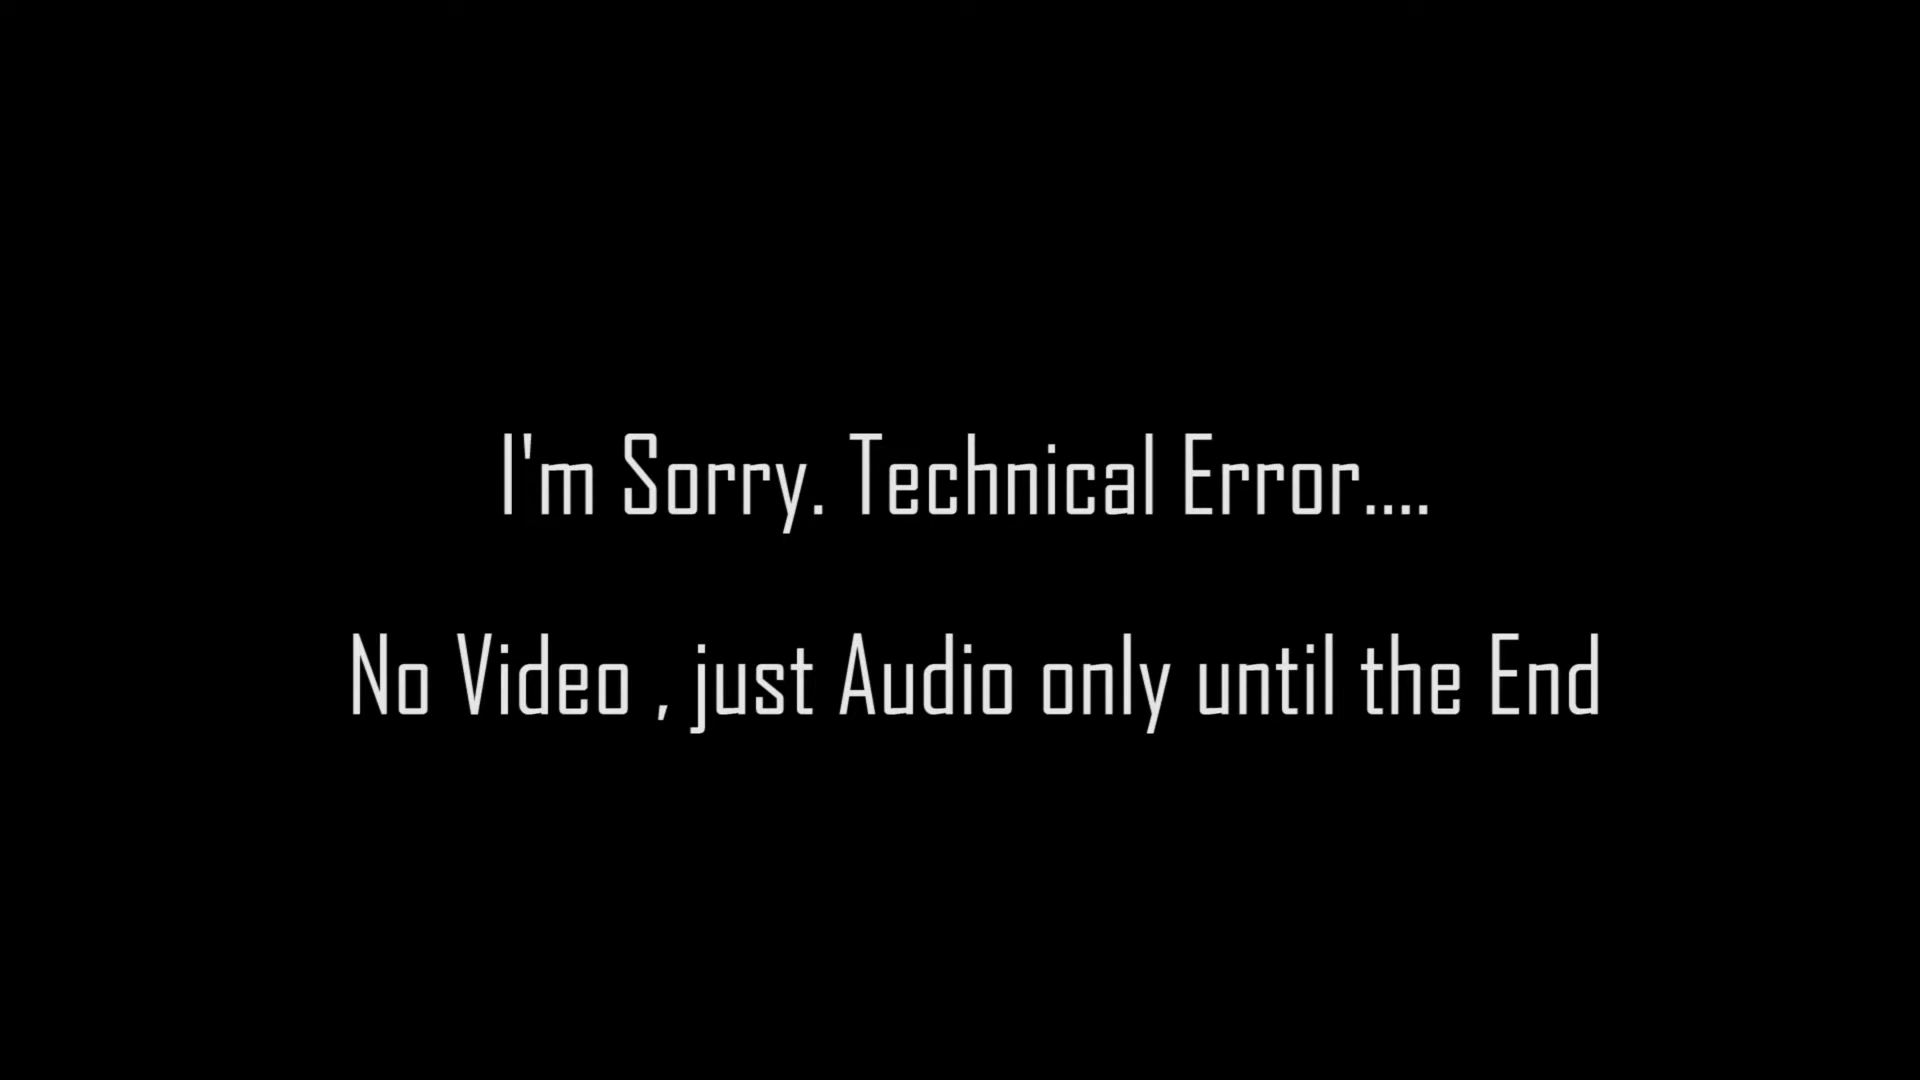 I'm Sorry. Technical Error....
No Video , just Audio only until the End